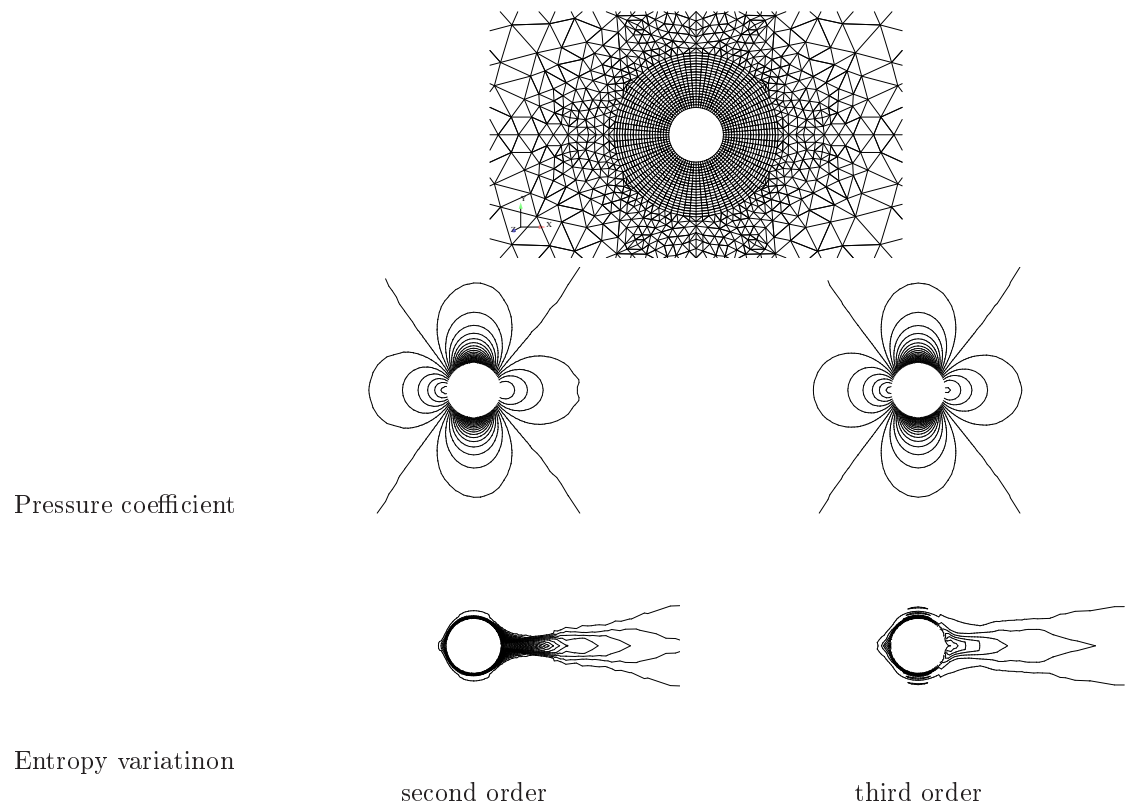 X
Z
Pressure coefficient
Entropy variatinon
second order
third order